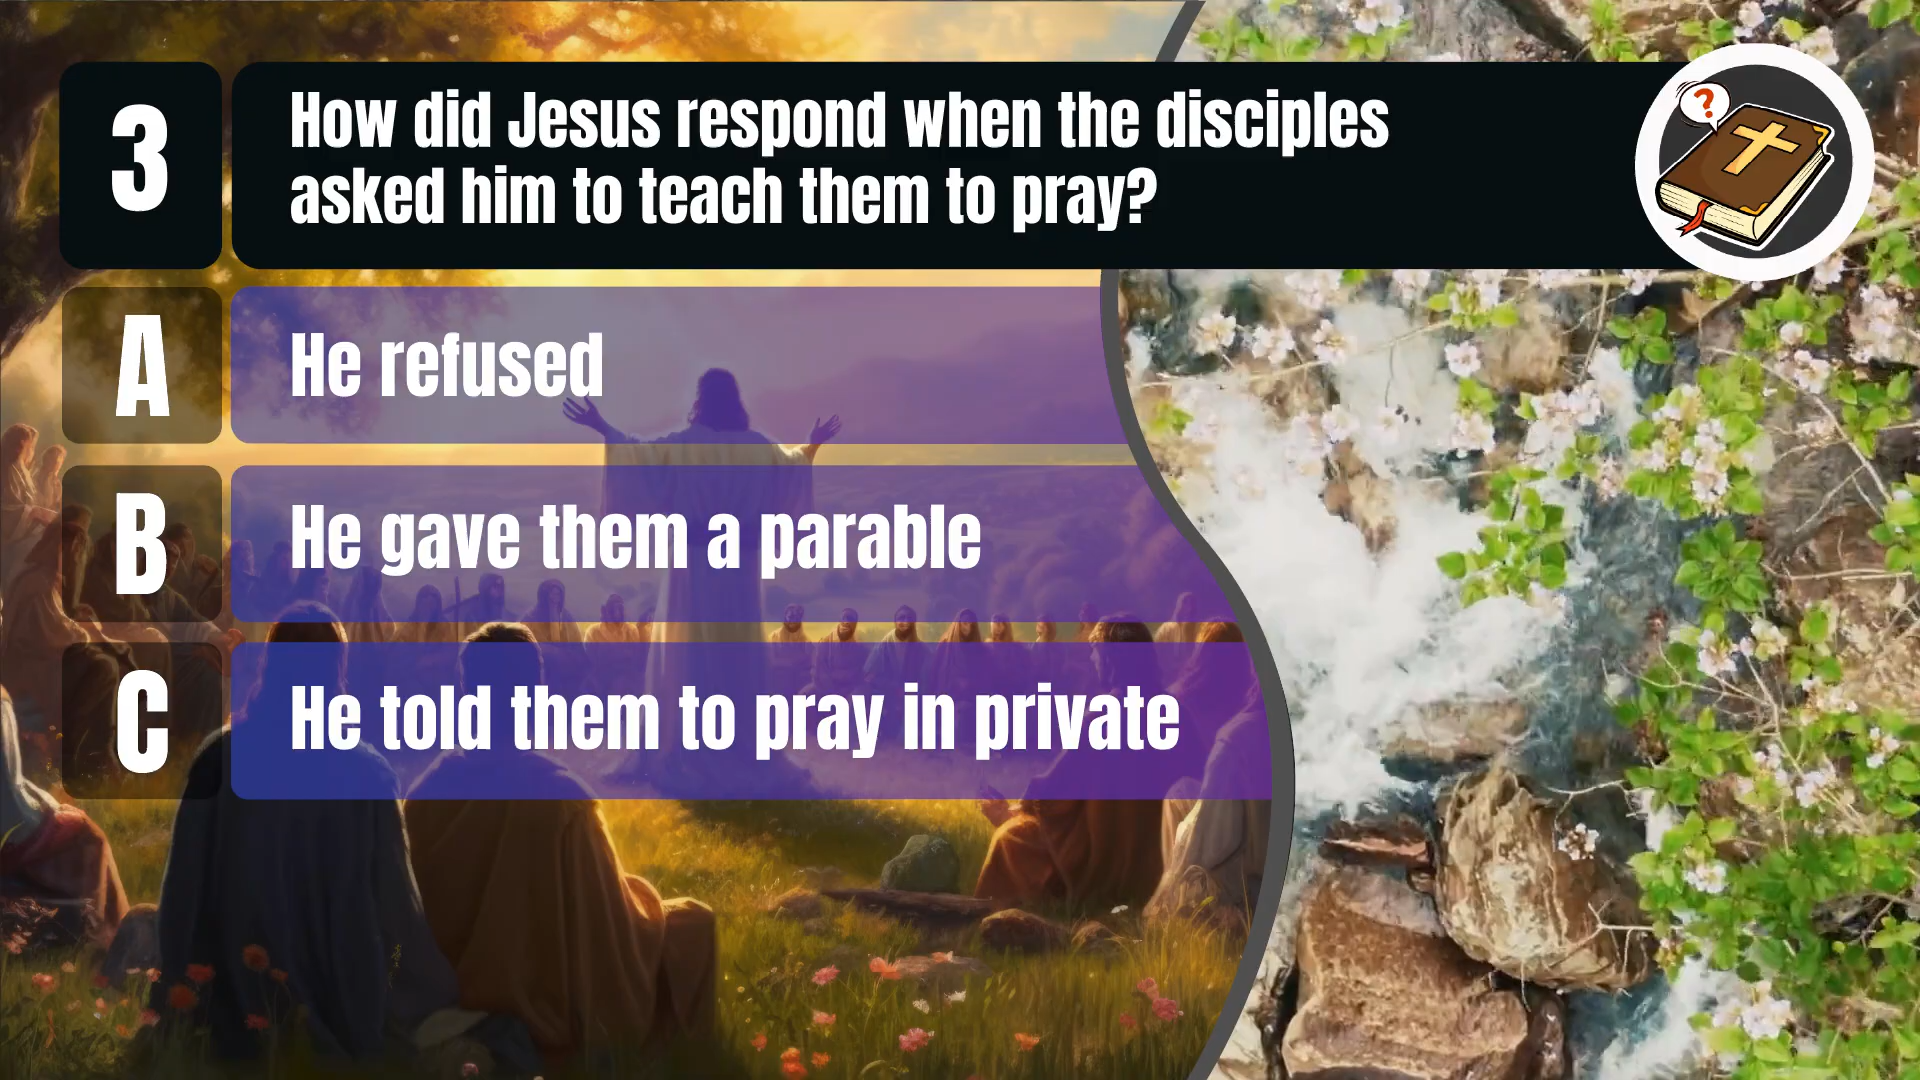 3
How did Jesus respond when the disciples
asked him to teach them to pray?
?
A
He refused
B
He gave them a parable
C
He told them to pray in private